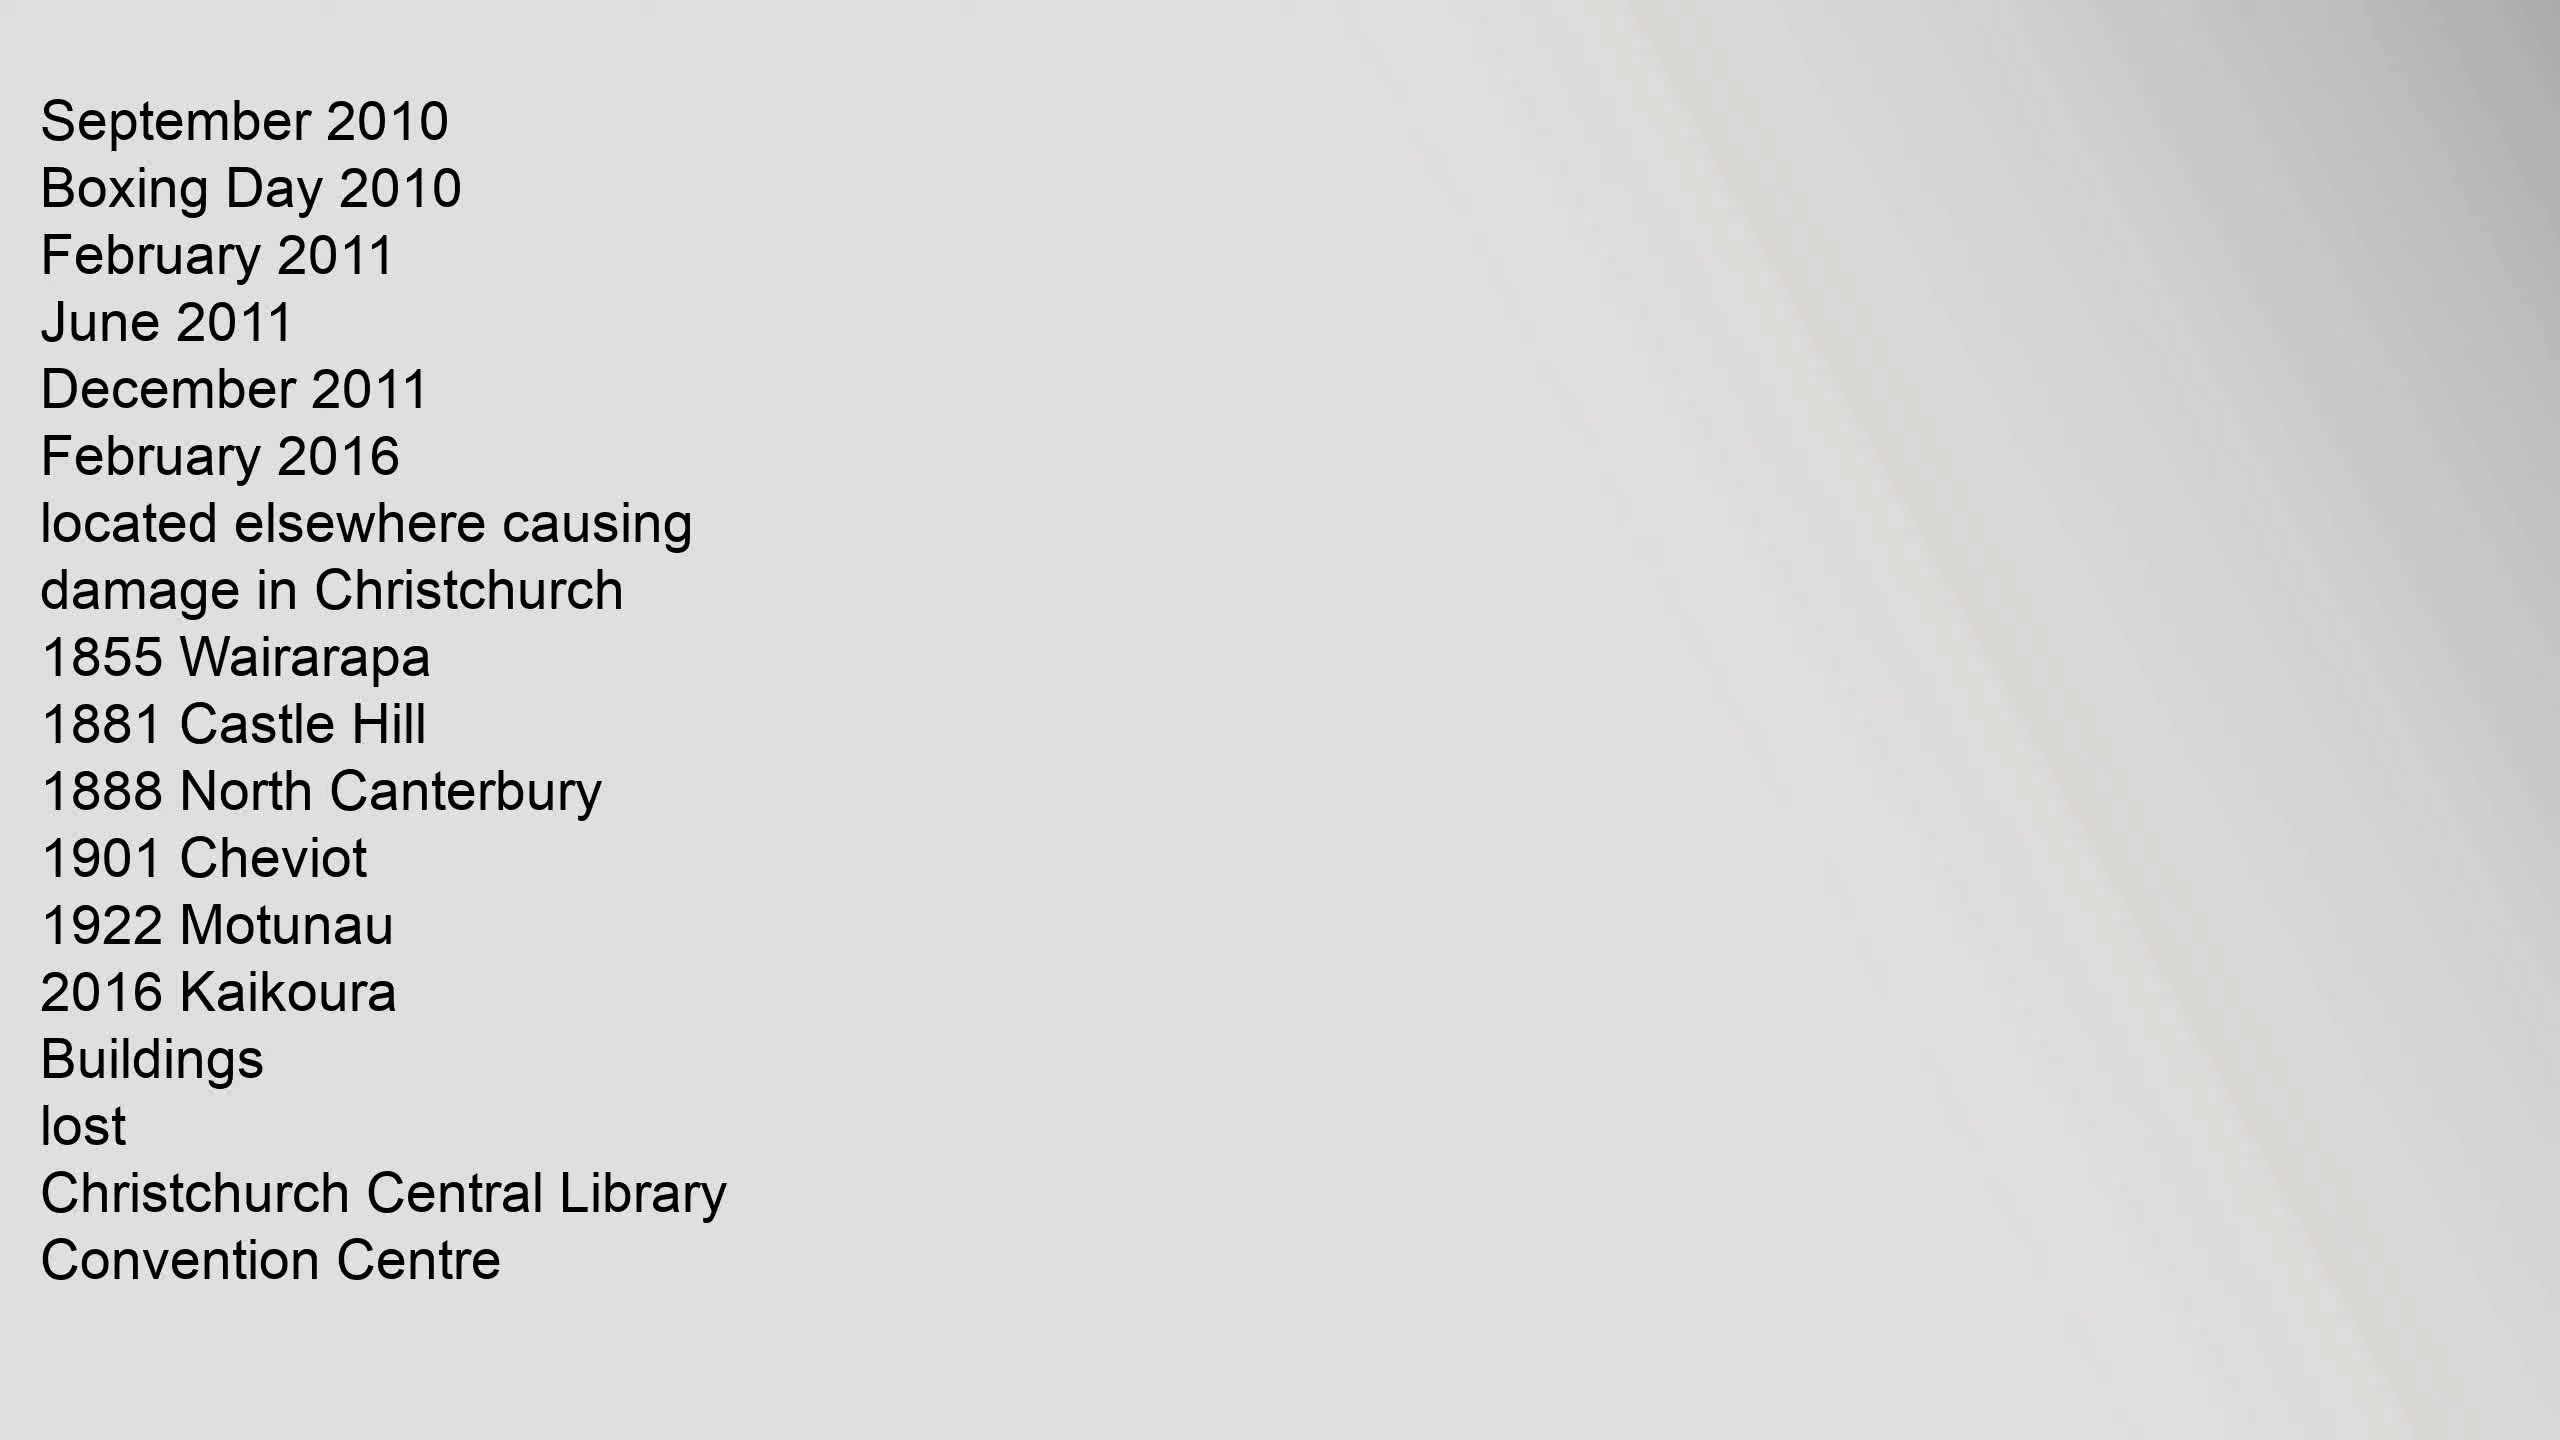 September 2010
Boxing Day 2010
February 2011
June 2011
December 2011
February 2016
located elsewhere causing
damage in Christchurch
1855 Wairarapa
1881 Castle Hill
1888 North Canterbury
1901 Cheviot
1922 Motunau
2016 Kaikoura
Buildings
lost
Christchurch Central Library
Convention Centre